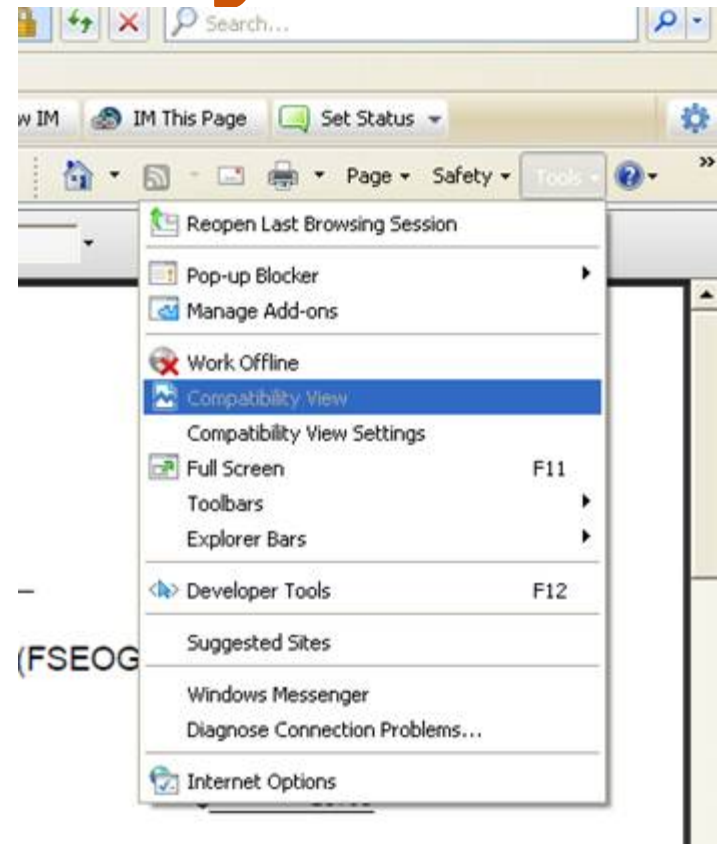 Search...
w IM IM This Page Set Status
Page Safety Tools
Reopen Last Browsing Session
Pop-up Blocker
Manage Add-ons
Work Offline
Compatibility View
Compatibility View Settings
Full Screen F11
Toolbars
Explorer Bars
Developer Tools F12
Suggested Sites
(FSEOG
Windows Messenger
Diagnose Connection Problems...
Internet Options